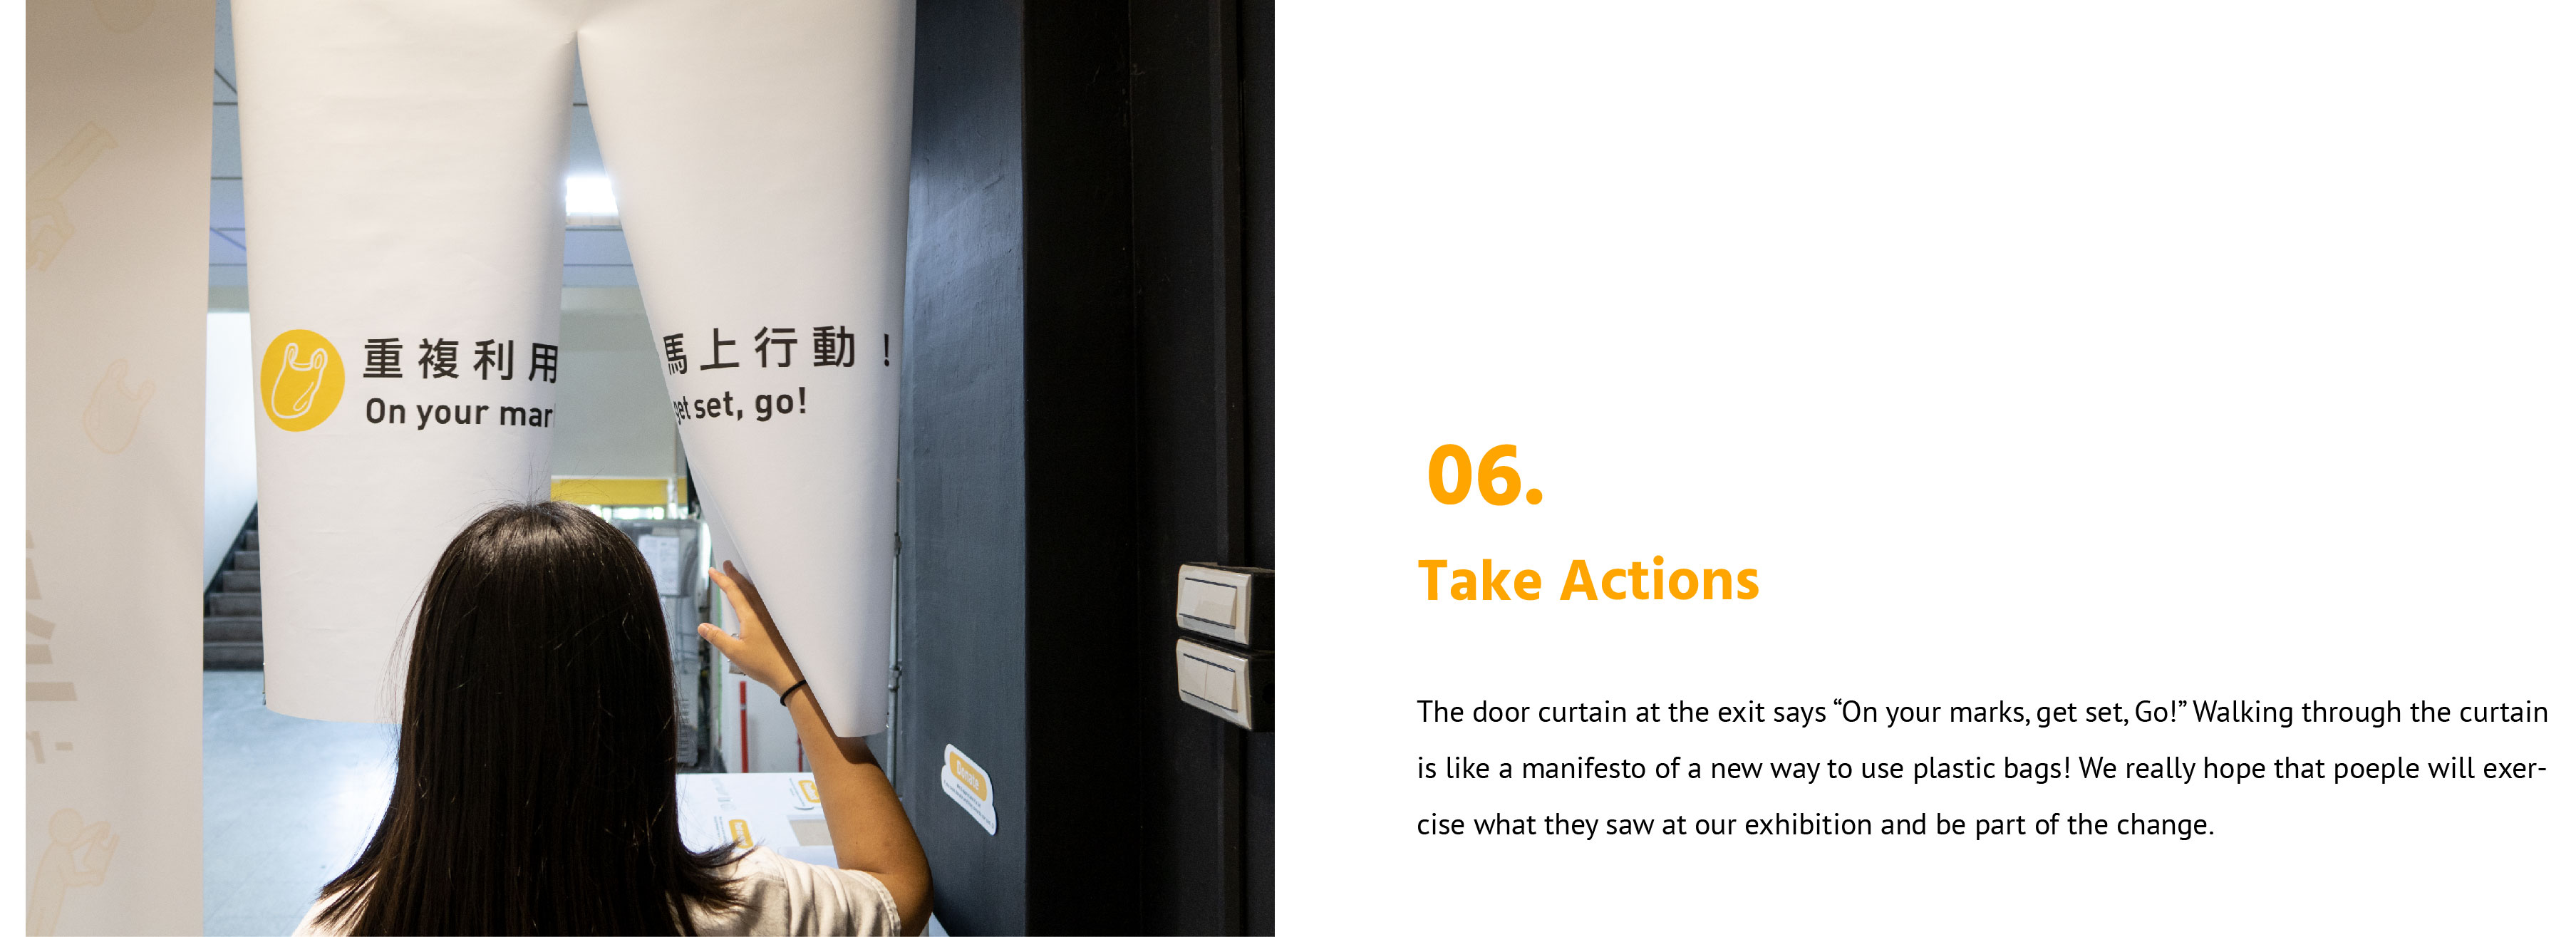 重複利用 馬上行動！
On your mar get set, go!
Donate
06.
Take Actions
The door curtain at the exit says “On your marks, get set, Go!” Walking through the curtain
is like a manifesto of a new way to use plastic bags! We really hope that poeple will exer-
cise what they saw at our exhibition and be part of the change.